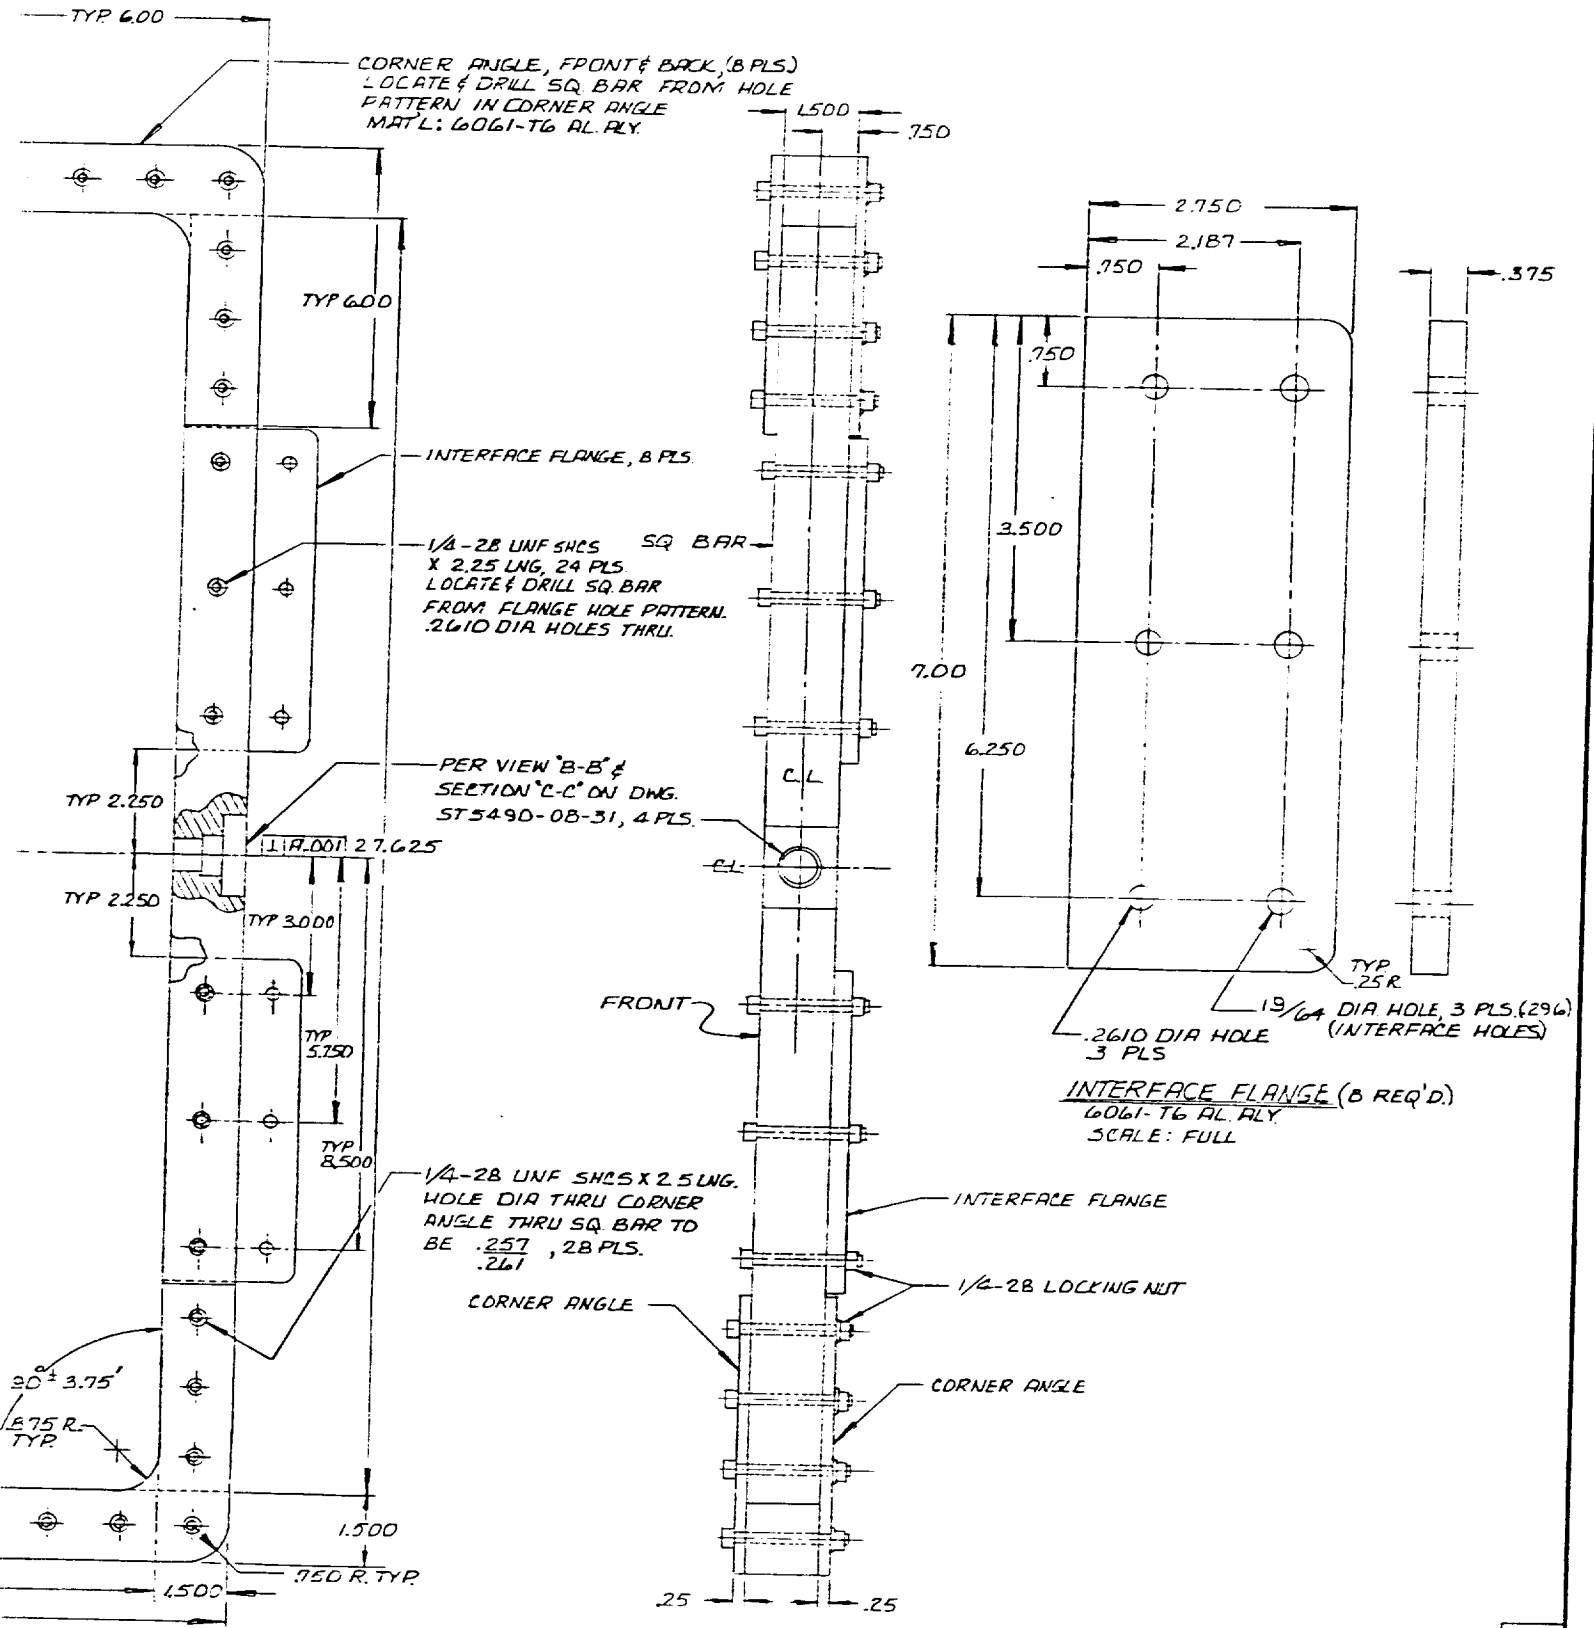 TYP. 6.00
CORNER ANGLE, FRONT & BACK, (8 PLS.)
LOCATE & DRILL SQ. BAR FROM HOLE
PATTERN IN CORNER ANGLE
MAT'L: 6061-T6 AL. ALY.
TYP 6.00
INTERFACE FLANGE, 8 PLS.
1/4-28 UNF SHCS
X 2.25 LNG, 24 PLS.
LOCATE & DRILL SQ. BAR
FROM FLANGE HOLE PATTERN.
.2610 DIA HOLES THRU.
PER VIEW "B-B" &
SECTION "C-C" ON DWG.
ST5490-08-31, 4 PLS.
TYP 2.250
⊥ A .001 27.625
TYP 2.250
TYP 3.000
TYP
5.750
TYP
8.500
1/4-28 UNF SHCS X 2.5 LNG.
HOLE DIA THRU CORNER
ANGLE THRU SQ. BAR TO
BE .257
.261 , 28 PLS.
± 3.75'
.875 R.
TYP.
1.500
.750 R. TYP.
1.500
1.500
.750
SQ BAR
CL
CL
FRONT
INTERFACE FLANGE
1/4-28 LOCKING NUT
CORNER ANGLE
CORNER ANGLE
.25
.25
2.750
2.187
.750
.375
.750
3.500
7.00
6.250
TYP.
.25 R
19/64 DIA. HOLE, 3 PLS. (.296)
(INTERFACE HOLES)
.2610 DIA HOLE
3 PLS
INTERFACE FLANGE (8 REQ'D.)
6061-T6 AL. ALY.
SCALE: FULL